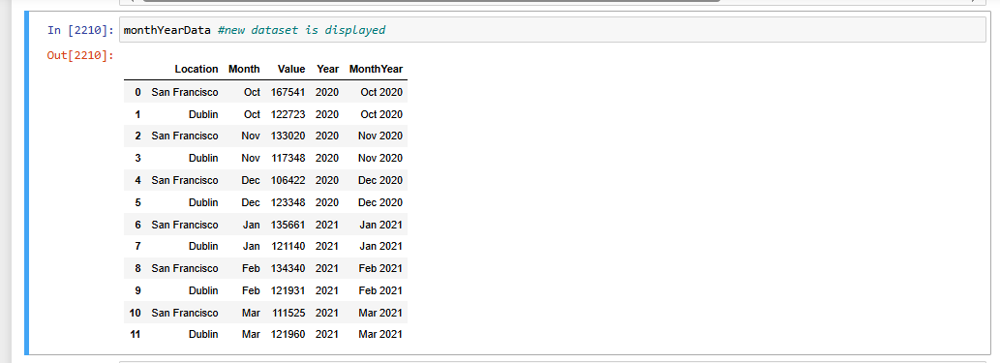 In [2210]: monthYearData #new dataset is displayed
Out[2210]:
Location Month Value Year MonthYear
0 San Francisco Oct 167541 2020 Oct 2020
1 Dublin Oct 122723 2020 Oct 2020
2 San Francisco Nov 133020 2020 Nov 2020
3 Dublin Nov 117348 2020 Nov 2020
4 San Francisco Dec 106422 2020 Dec 2020
5 Dublin Dec 123348 2020 Dec 2020
6 San Francisco Jan 135661 2021 Jan 2021
7 Dublin Jan 121140 2021 Jan 2021
8 San Francisco Feb 134340 2021 Feb 2021
9 Dublin Feb 121931 2021 Feb 2021
10 San Francisco Mar 111525 2021 Mar 2021
11 Dublin Mar 121960 2021 Mar 2021